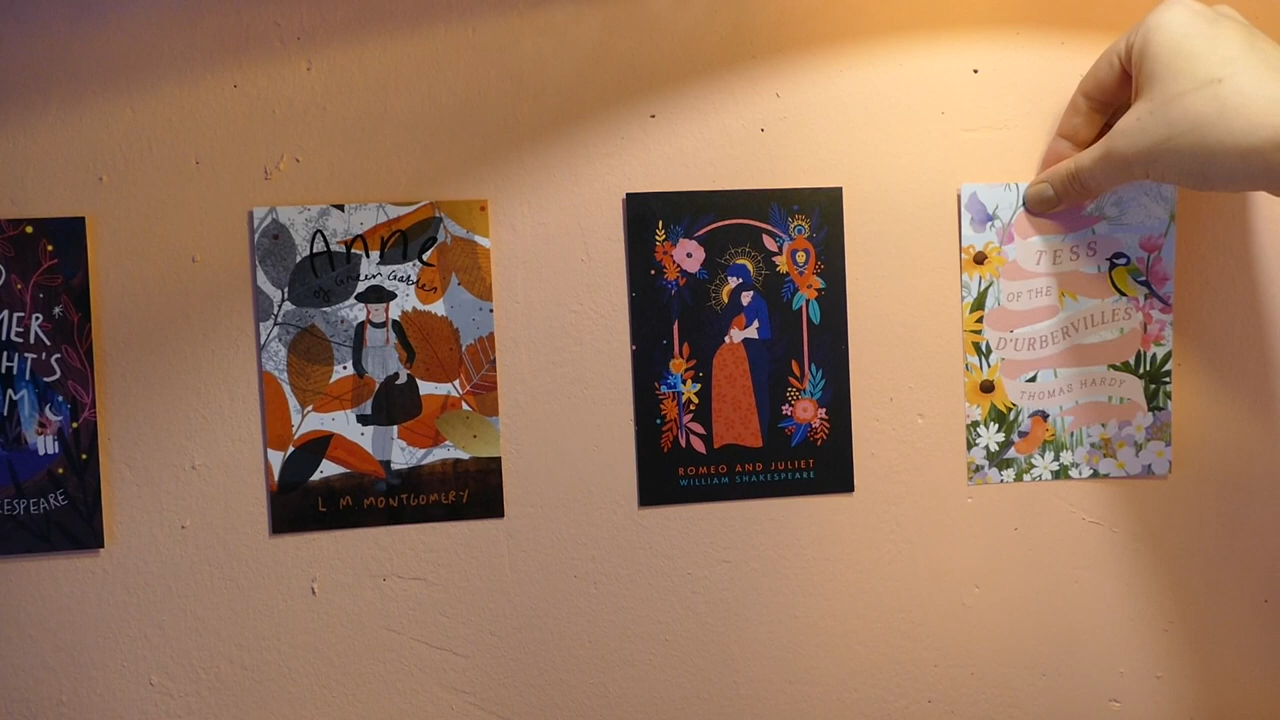 MER
HT'S
M
ESPEARE
Anne
of Green Gables
L. M. MONTGOMERY
ROMEO AND JULIET
WILLIAM SHAKESPEARE
TESS
OF THE
D'URBERVILLES
THOMAS HARDY